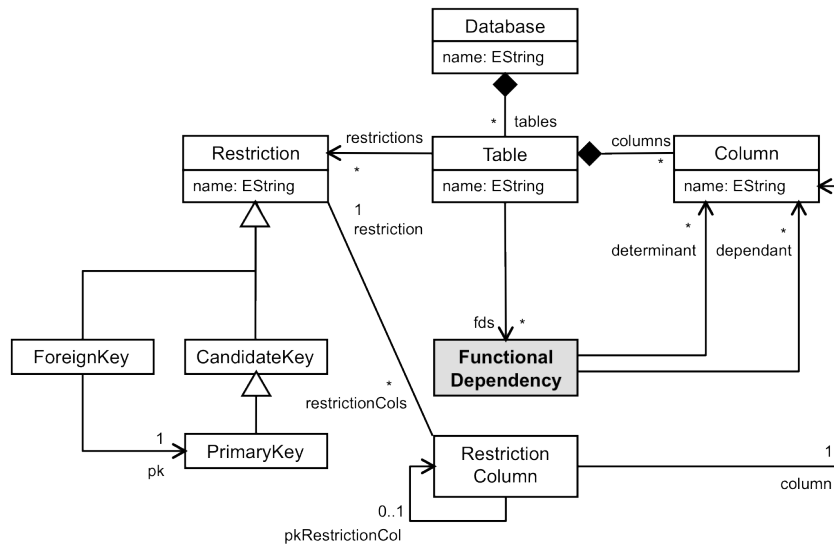 Database
name: EString
* tables
restrictions
columns
Restriction
Table
Column
*
*
name: EString
name: EString
name: EString
1
restriction
*
*
determinant
dependant
fds *
ForeignKey
CandidateKey
Functional
Dependency
*
restrictionCols
1
PrimaryKey
pk
Restriction
Column
1
column
0..1
pkRestrictionCol